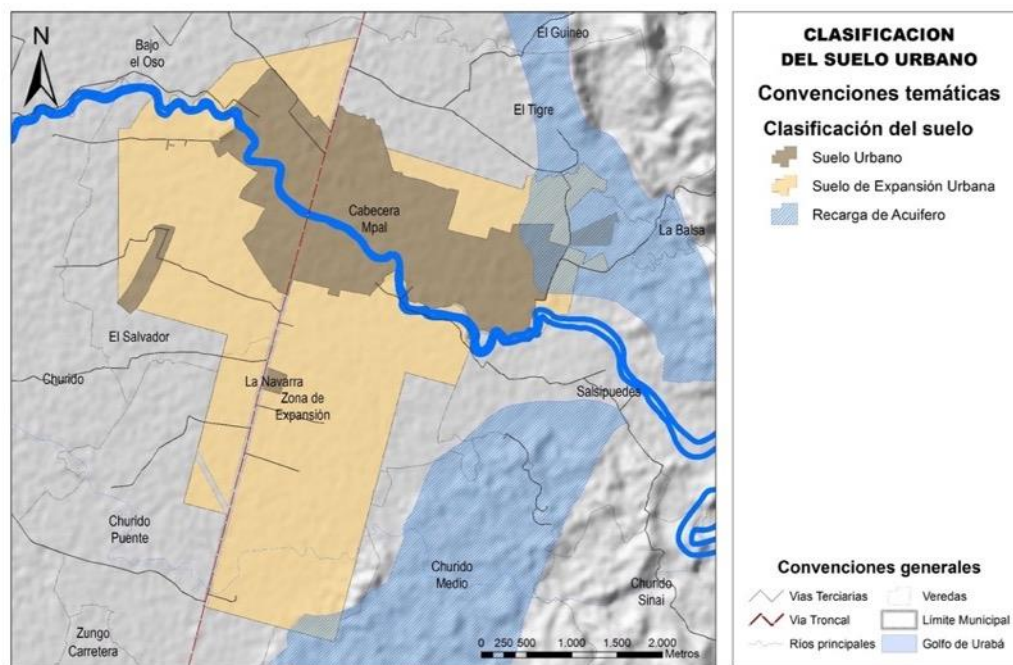 N
Bajo
el Oso
El Guineo
El Tigre
Cabecera
Mpal
La Balsa
El Salvador
Churido
La Navarra
Zona de
Expansión
Salsipuedes
Churido
Puente
Churido
Medio
Churido
Sinai
Zungo
Carretera
0 250 500 1.000 1.500 2.000
Metros
CLASIFICACION
DEL SUELO URBANO
Convenciones temáticas
Clasificación del suelo
Suelo Urbano
Suelo de Expansión Urbana
Recarga de Acuifero
Convenciones generales
Vias Terciarias
Veredas
Via Troncal
Límite Municipal
Ríos principales
Golfo de Urabá